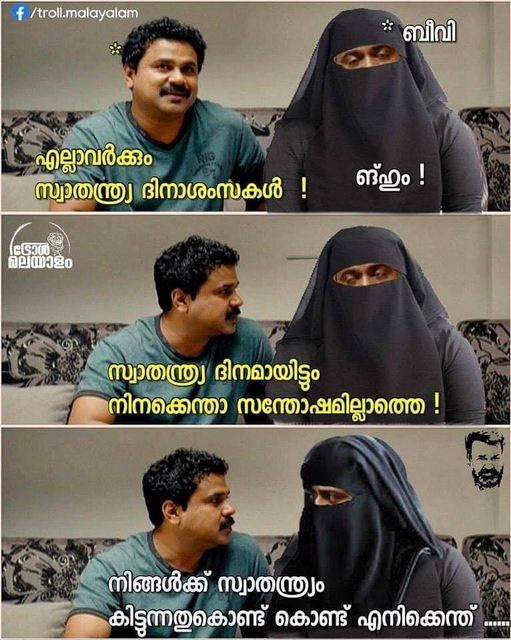 f /troll.malayalam
* ബീവി
*
എല്ലാവർക്കും
സ്വാതന്ത്ര്യ ദിനാശംസകൾ !
ങ്ഹും !
ട്രോൾ
മലയാളം
സ്വാതന്ത്ര്യ ദിനമായിട്ടും
നിനക്കെന്താ സന്തോഷമില്ലാത്തെ !
നിങ്ങൾക്ക് സ്വാതന്ത്ര്യം
കിട്ടുന്നതുകൊണ്ട് കൊണ്ട് എനിക്കെന്ത് ......